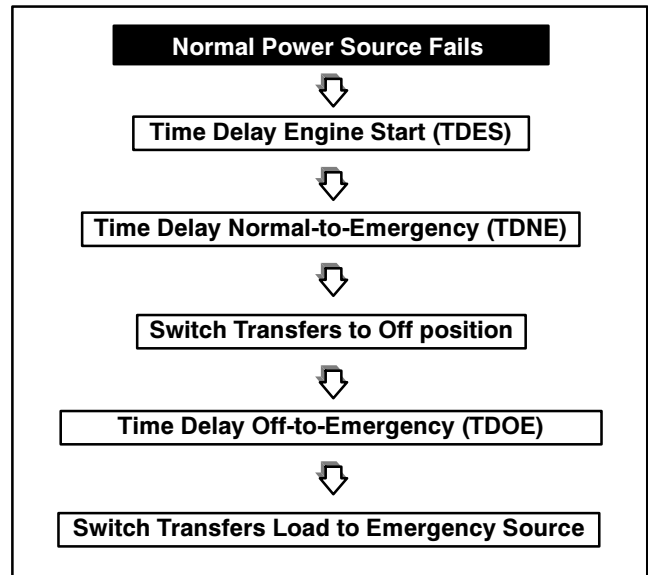 Normal Power Source Fails
Time Delay Engine Start (TDES)
Time Delay Normal-to-Emergency (TDNE)
Switch Transfers to Off position
Time Delay Off-to-Emergency (TDOE)
Switch Transfers Load to Emergency Source